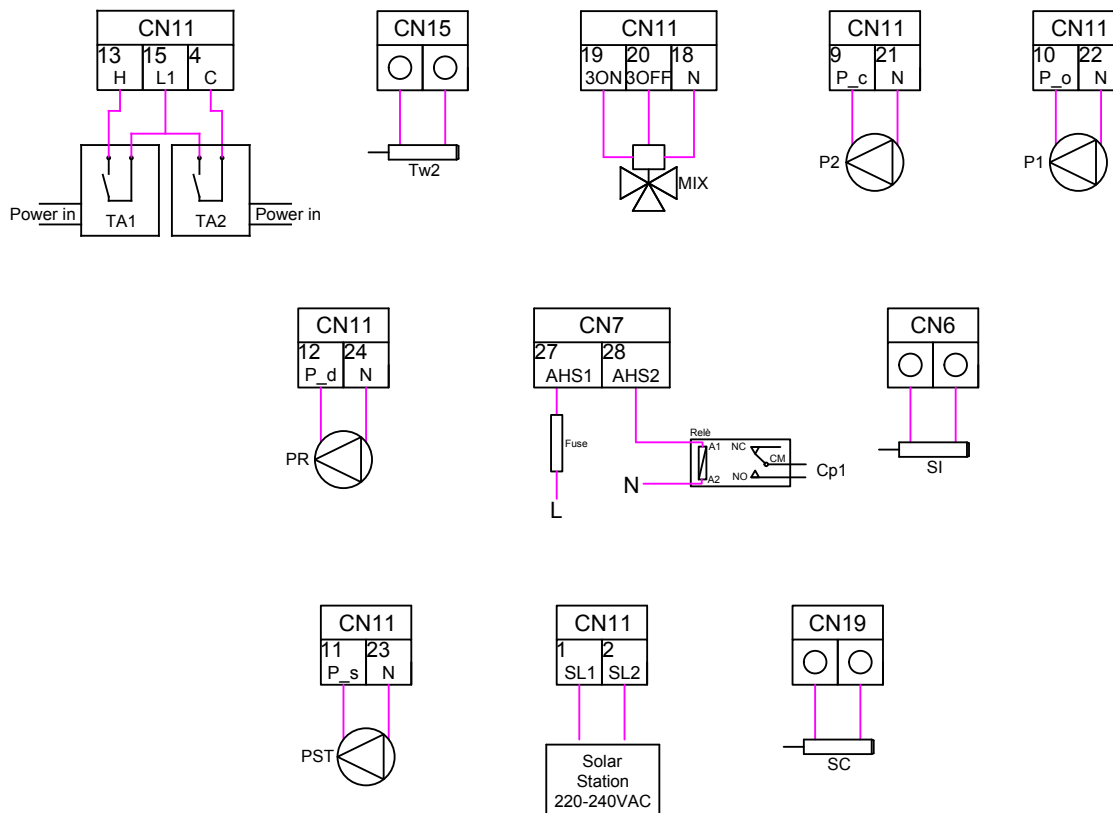 CN11
13 15 4
H L1 C
Power in TA1 TA2 Power in
CN15
Tw2
CN11
19 20 18
3ON 3OFF N
MIX
CN11
9 21
P_c N
P2
CN11
10 22
P_o N
P1
CN11
12 24
P_d N
PR
CN7
27 28
AHS1 AHS2
Fuse
L
Relè
A1 NC
CM
A2 NO
N
Cp1
CN6
SI
CN11
11 23
P_s N
PST
CN11
1 2
SL1 SL2
Solar
Station
220-240VAC
CN19
SC